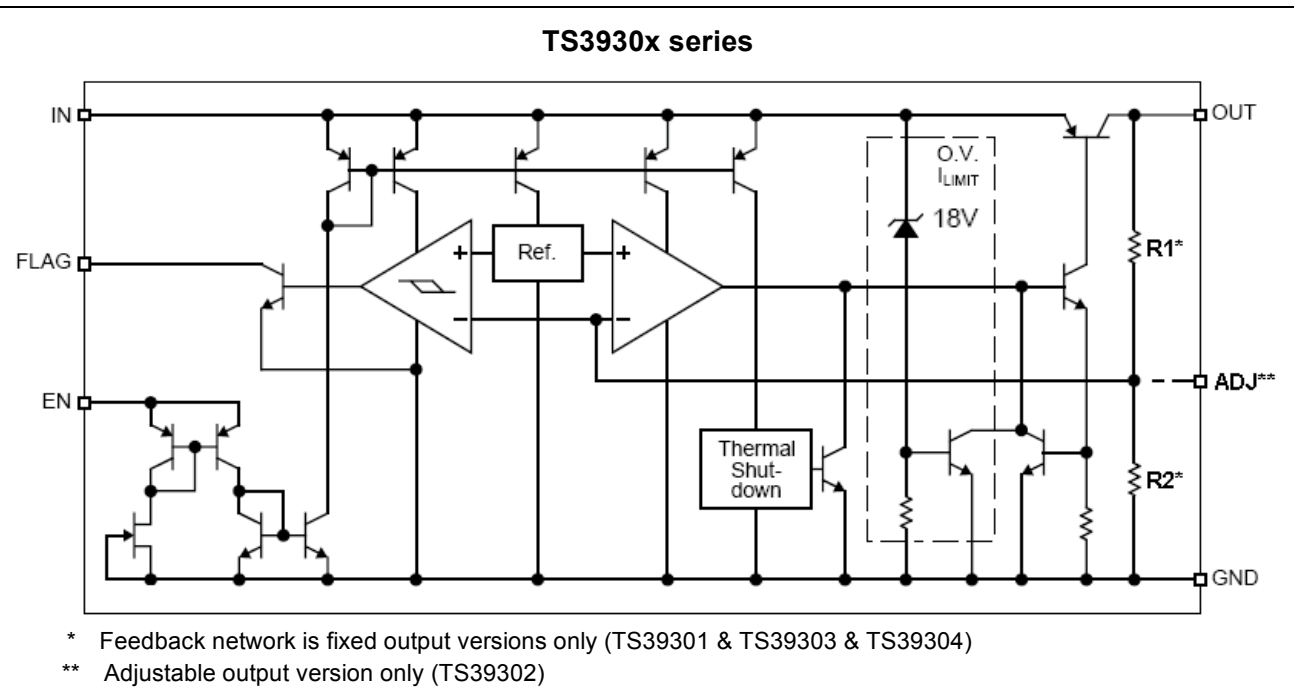 TS3930x series
IN
OUT
O.V.
ILIMIT
18V
+
Ref.
+
R1*
FLAG
−
−
ADJ**
EN
Thermal
Shut-
down
R2*
GND
* Feedback network is fixed output versions only (TS39301 & TS39303 & TS39304)
** Adjustable output version only (TS39302)